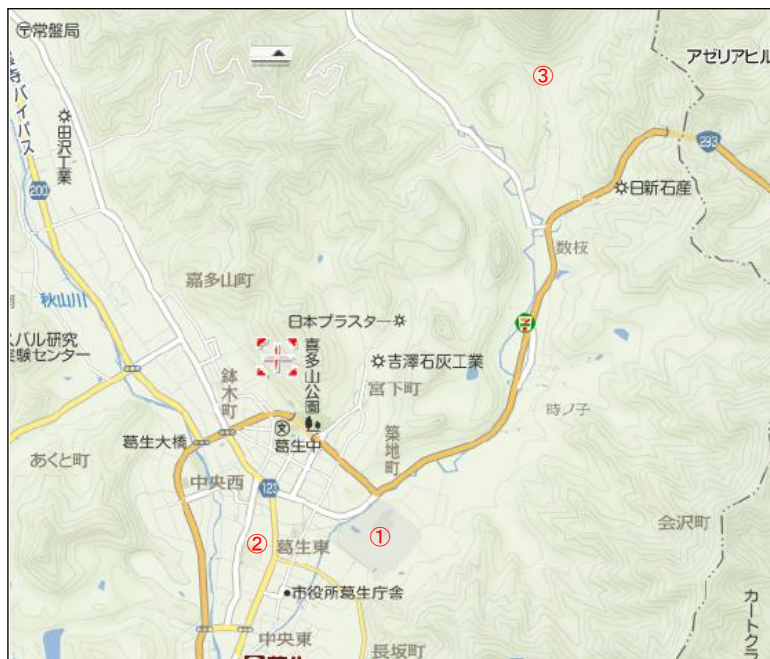 〒常盤局
アゼリアヒル
③
田沢工業
バイパス
293
200
日新石産
数枝
嘉多山町
秋山川
日本プラスター
バル研究
験センター
吉澤石灰工業
嘉多山公園
宮下町
鉢木町
時ノ子
葛生中
築地町
葛生大橋
あくと町
中央西
123
会沢町
①
②
葛生東
市役所葛生庁舎
カートクラ
中央東
長坂町